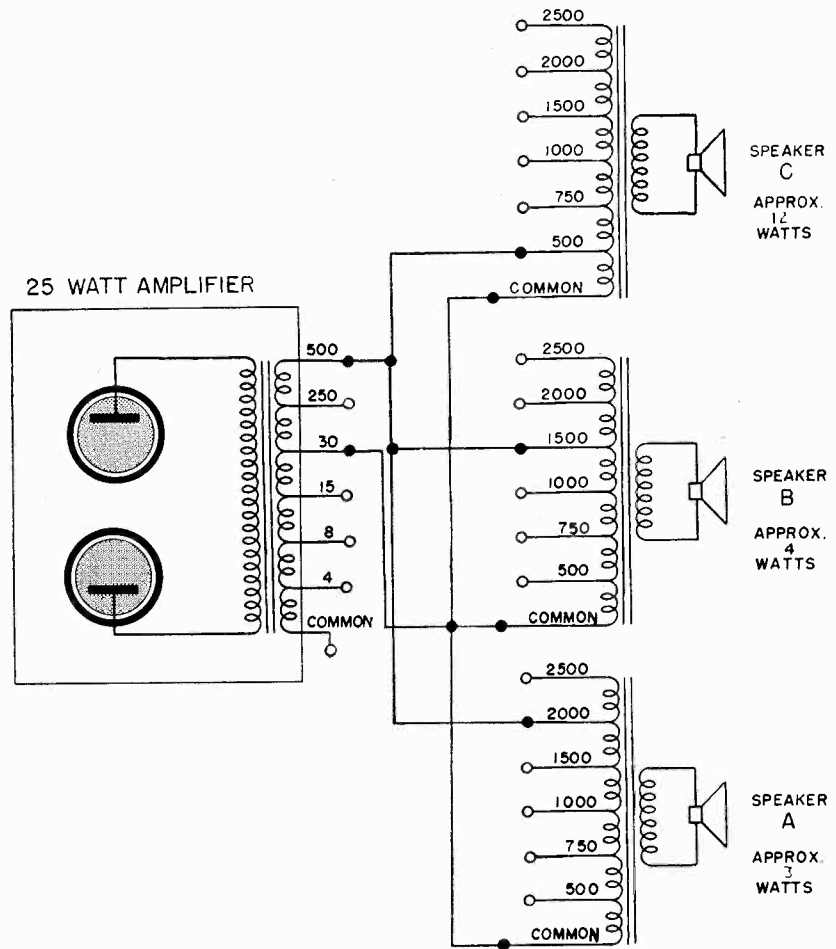 2500
2000
1500
1000
750
500
COMMON
SPEAKER
C
APPROX.
12
WATTS
25 WATT AMPLIFIER
500
250
30
15
8
4
COMMON
2500
2000
1500
1000
750
500
COMMON
SPEAKER
B
APPROX.
4
WATTS
2500
2000
1500
1000
750
500
COMMON
SPEAKER
A
APPROX.
3
WATTS